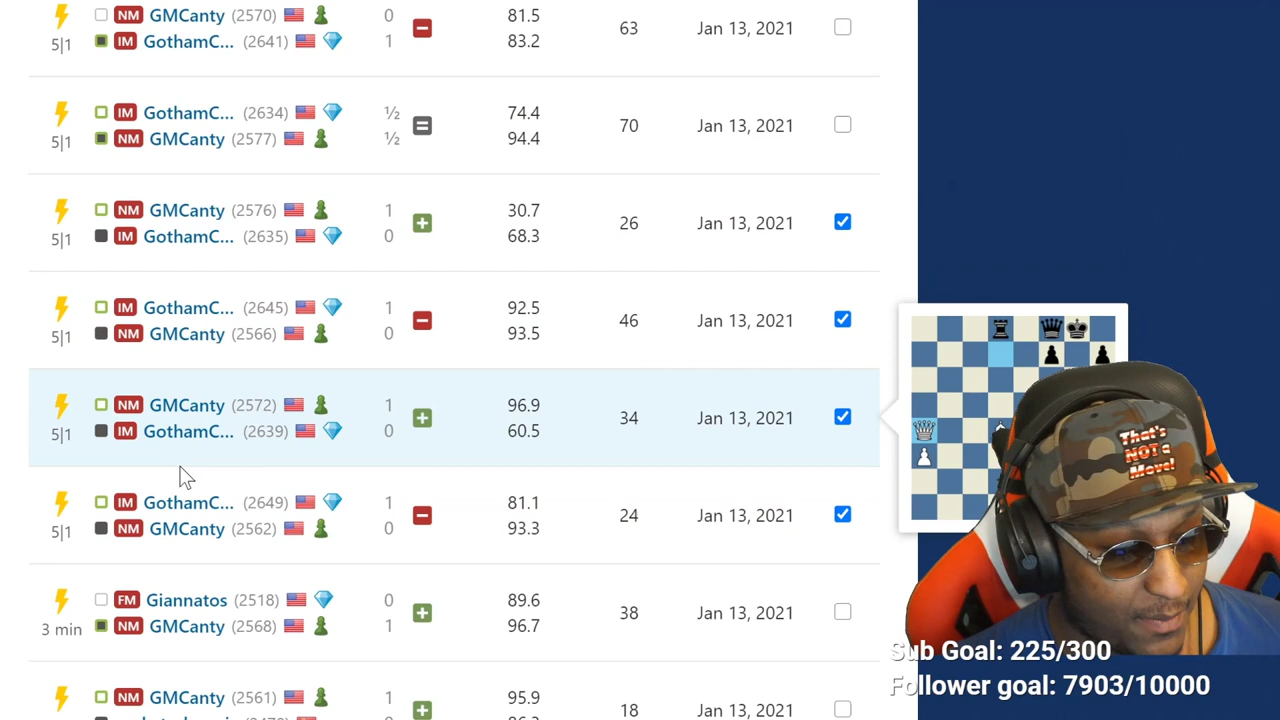 NM GMCanty (2570) 0 81.5
5|1 63 Jan 13, 2021
IM GothamC... (2641) 1 83.2
IM GothamC... (2634) ½ 74.4
5|1 70 Jan 13, 2021
NM GMCanty (2577) ½ 94.4
NM GMCanty (2576) 1 30.7
5|1 26 Jan 13, 2021
IM GothamC... (2635) 0 68.3
IM GothamC... (2645) 1 92.5
5|1 46 Jan 13, 2021
NM GMCanty (2566) 0 93.5
NM GMCanty (2572) 1 96.9
5|1 34 Jan 13, 2021
IM GothamC... (2639) 0 60.5
IM GothamC... (2649) 1 81.1
5|1 24 Jan 13, 2021
NM GMCanty (2562) 0 93.3
FM Giannatos (2518) 0 89.6
3 min 38 Jan 13, 2021
NM GMCanty (2568) 1 96.7
NM GMCanty (2561) 1 95.9
18 Jan 13, 2021
That's
NOT a
Move!
Sub Goal: 225/300
Follower goal: 7903/10000